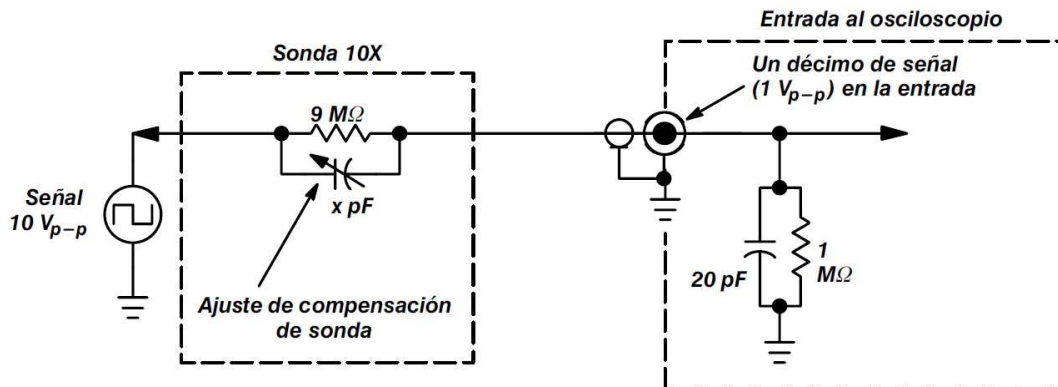 Entrada al osciloscopio
Sonda 10X
Un décimo de señal
(1 Vp–p) en la entrada
9 MΩ
x pF
Señal
10 Vp–p
Ajuste de compensación
de sonda
20 pF
1
MΩ